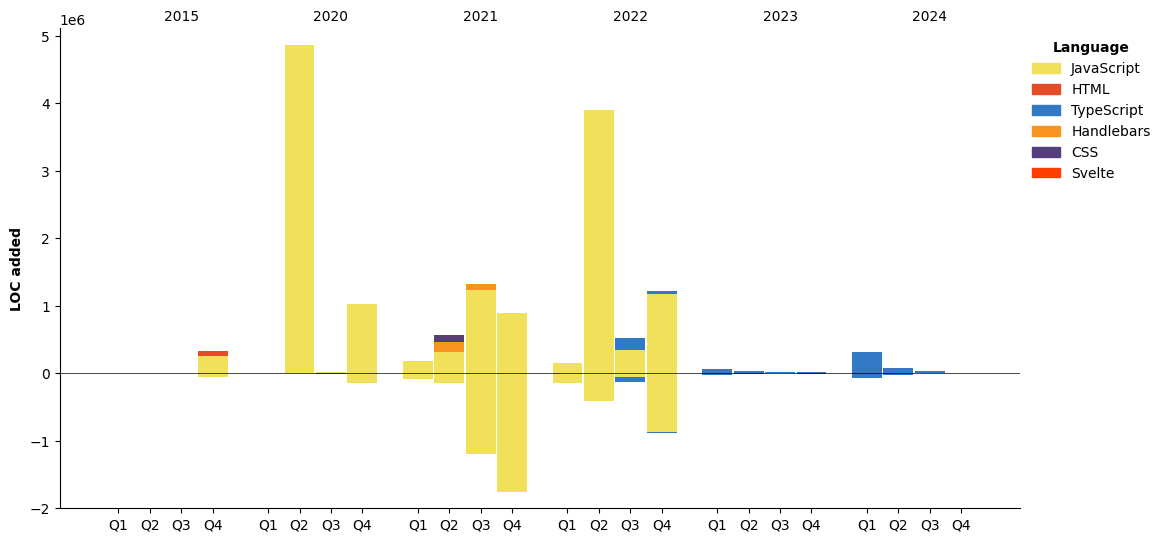 1e6
2015 2020 2021 2022 2023 2024
5
4
3
2
1
0
−1
−2
LOC added
Q1 Q2 Q3 Q4 Q1 Q2 Q3 Q4 Q1 Q2 Q3 Q4 Q1 Q2 Q3 Q4 Q1 Q2 Q3 Q4 Q1 Q2 Q3 Q4
Language
JavaScript
HTML
TypeScript
Handlebars
CSS
Svelte